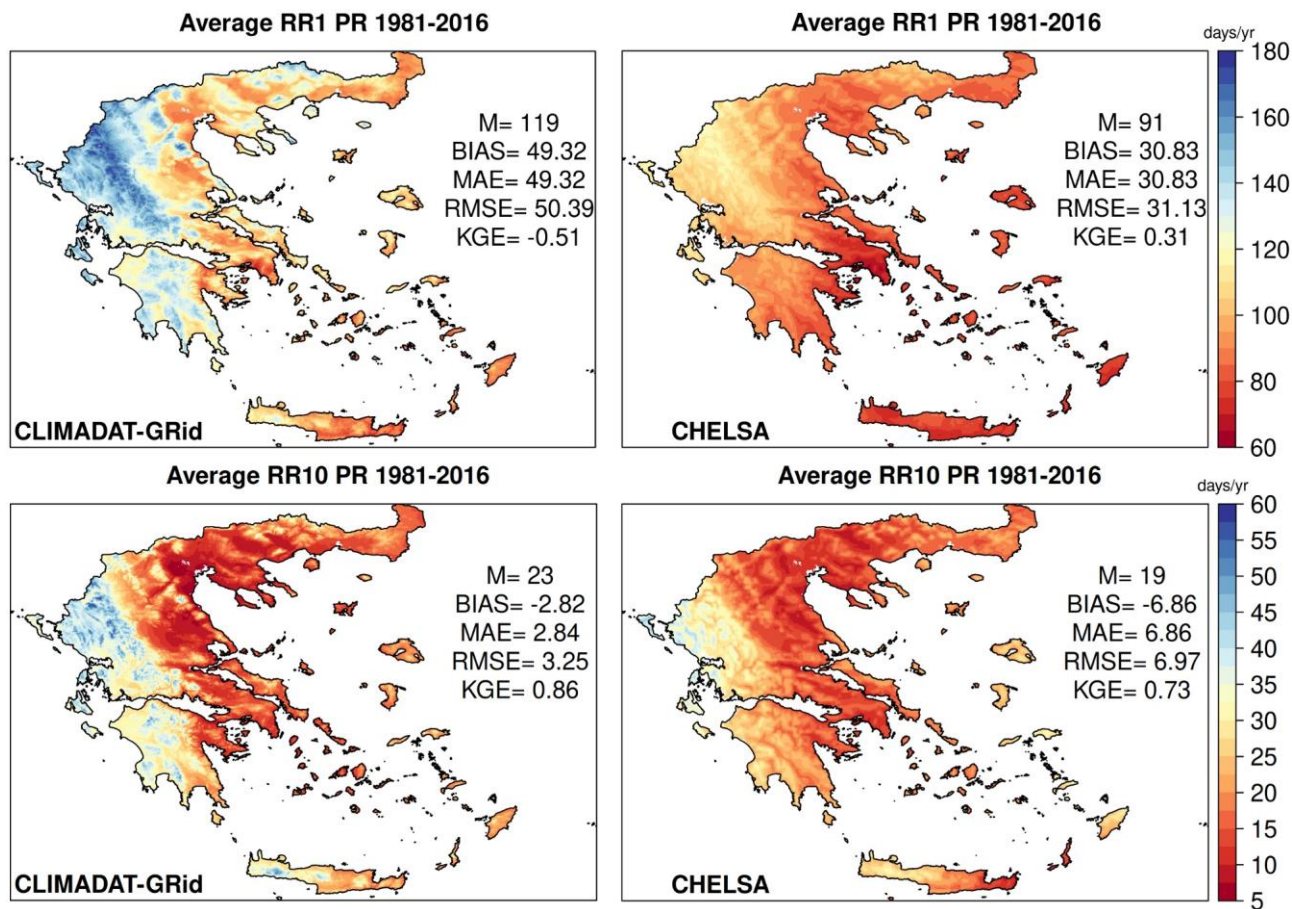 Average RR1 PR 1981-2016
M= 119
BIAS= 49.32
MAE= 49.32
RMSE= 50.39
KGE= -0.51
CLIMADAT-GRid
Average RR1 PR 1981-2016
M= 91
BIAS= 30.83
MAE= 30.83
RMSE= 31.13
KGE= 0.31
CHELSA
days/yr
180
160
140
120
100
80
60
Average RR10 PR 1981-2016
M= 23
BIAS= -2.82
MAE= 2.84
RMSE= 3.25
KGE= 0.86
CLIMADAT-GRid
Average RR10 PR 1981-2016
M= 19
BIAS= -6.86
MAE= 6.86
RMSE= 6.97
KGE= 0.73
CHELSA
days/yr
60
55
50
45
40
35
30
25
20
15
10
5